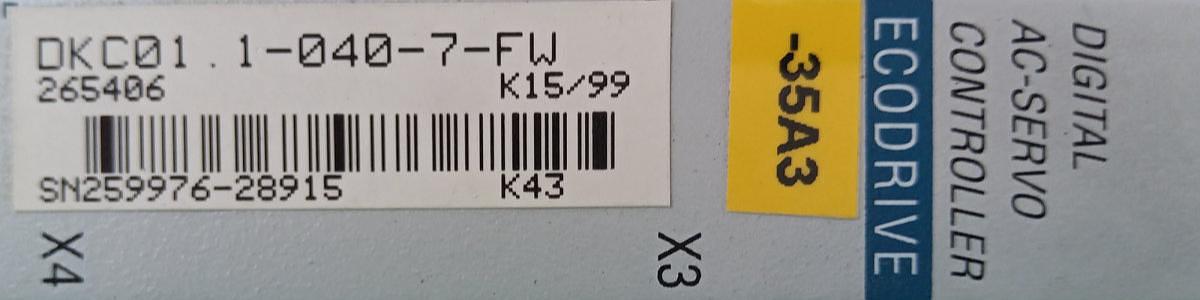 DKC01.1-040-7-FW
265406 K15/99
SN259976-28915 K43
X4
X3
-35A3
ECODRIVE
DIGITAL
AC-SERVO
CONTROLLER